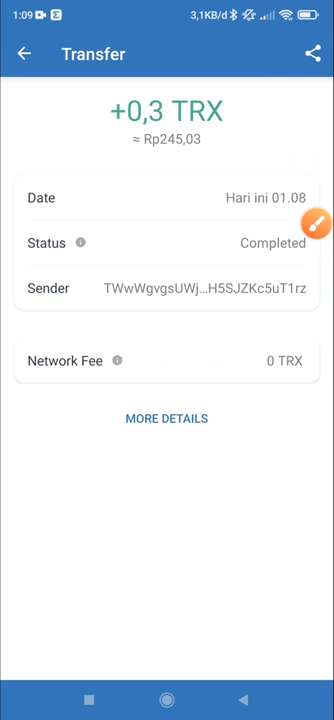 1:09 3,1KB/d
Transfer
+0,3 TRX
≈ Rp245,03
Date Hari ini 01.08
Status Completed
Sender TWwWgvgsUWj...H5SJZKc5uT1rz
Network Fee 0 TRX
MORE DETAILS